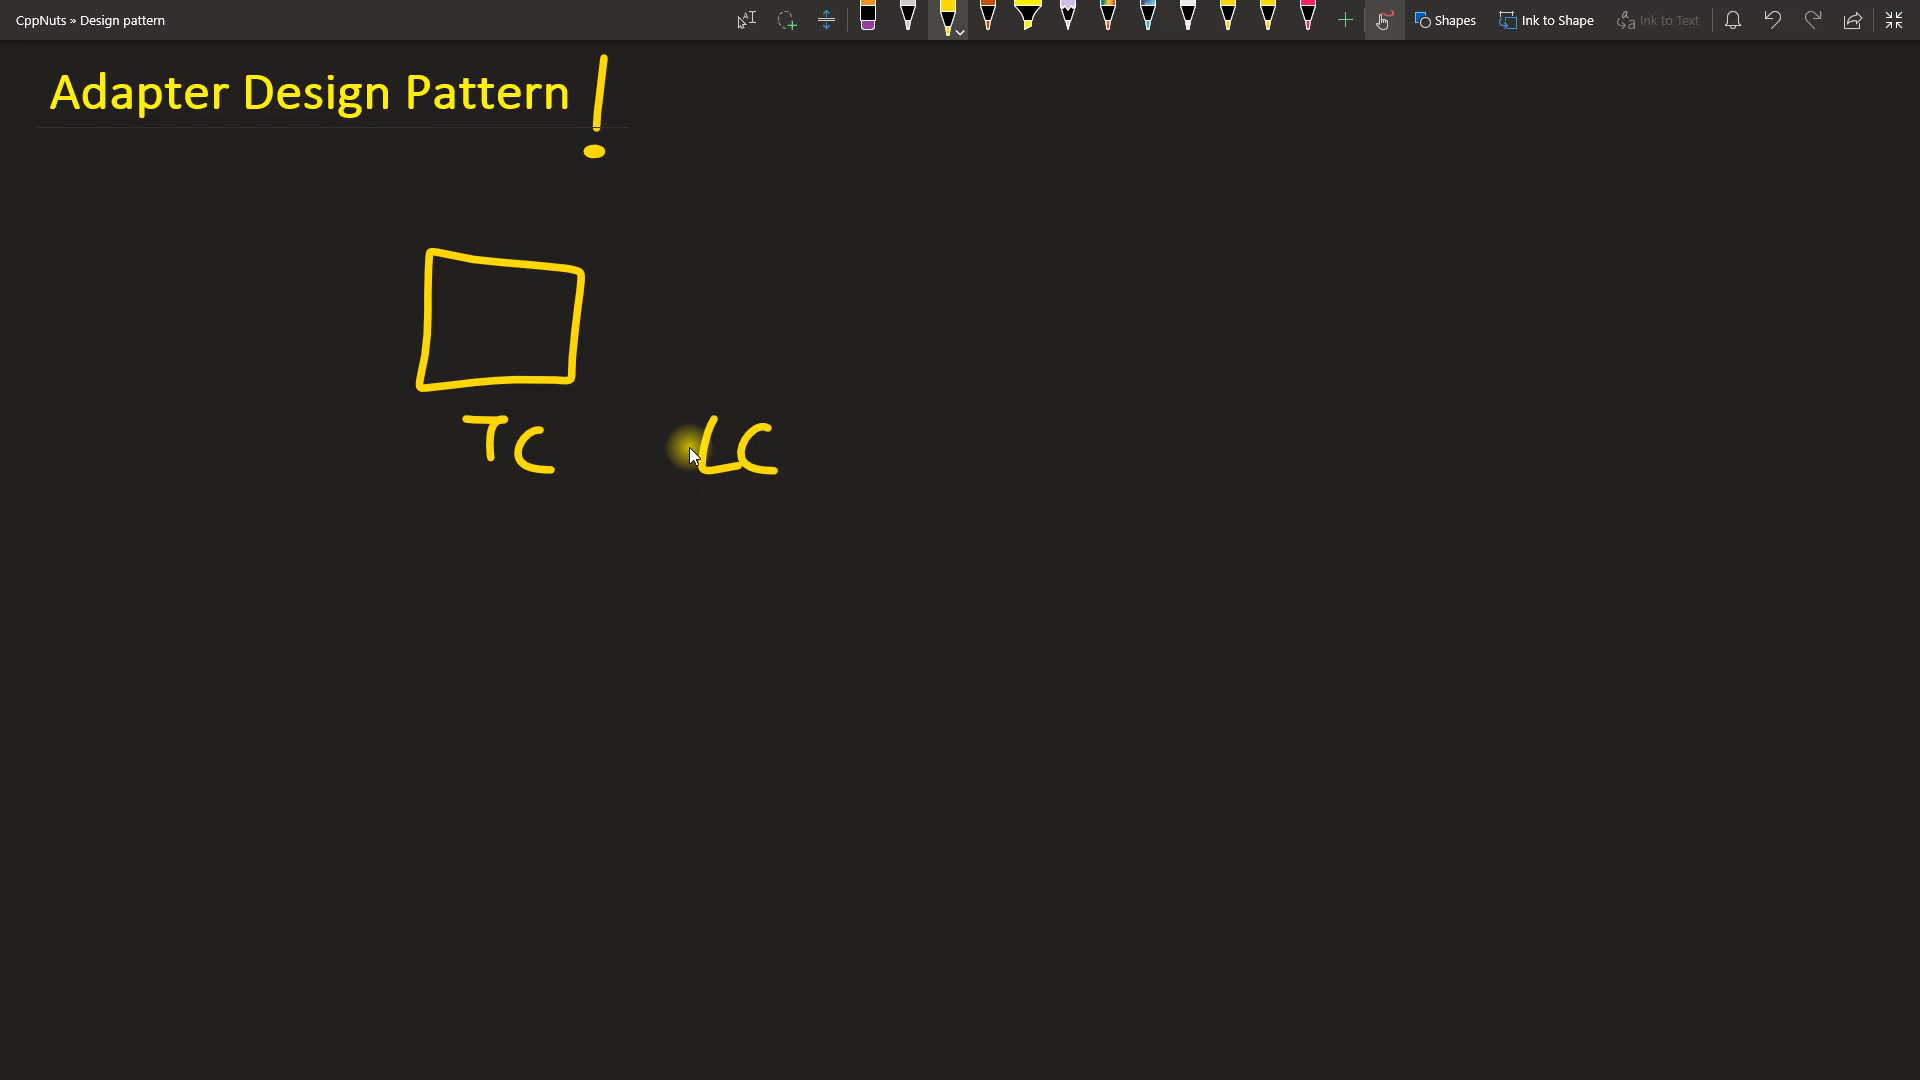 CppNuts » Design pattern
Shapes
Ink to Shape
Ink to Text
Adapter Design Pattern !
TC LC